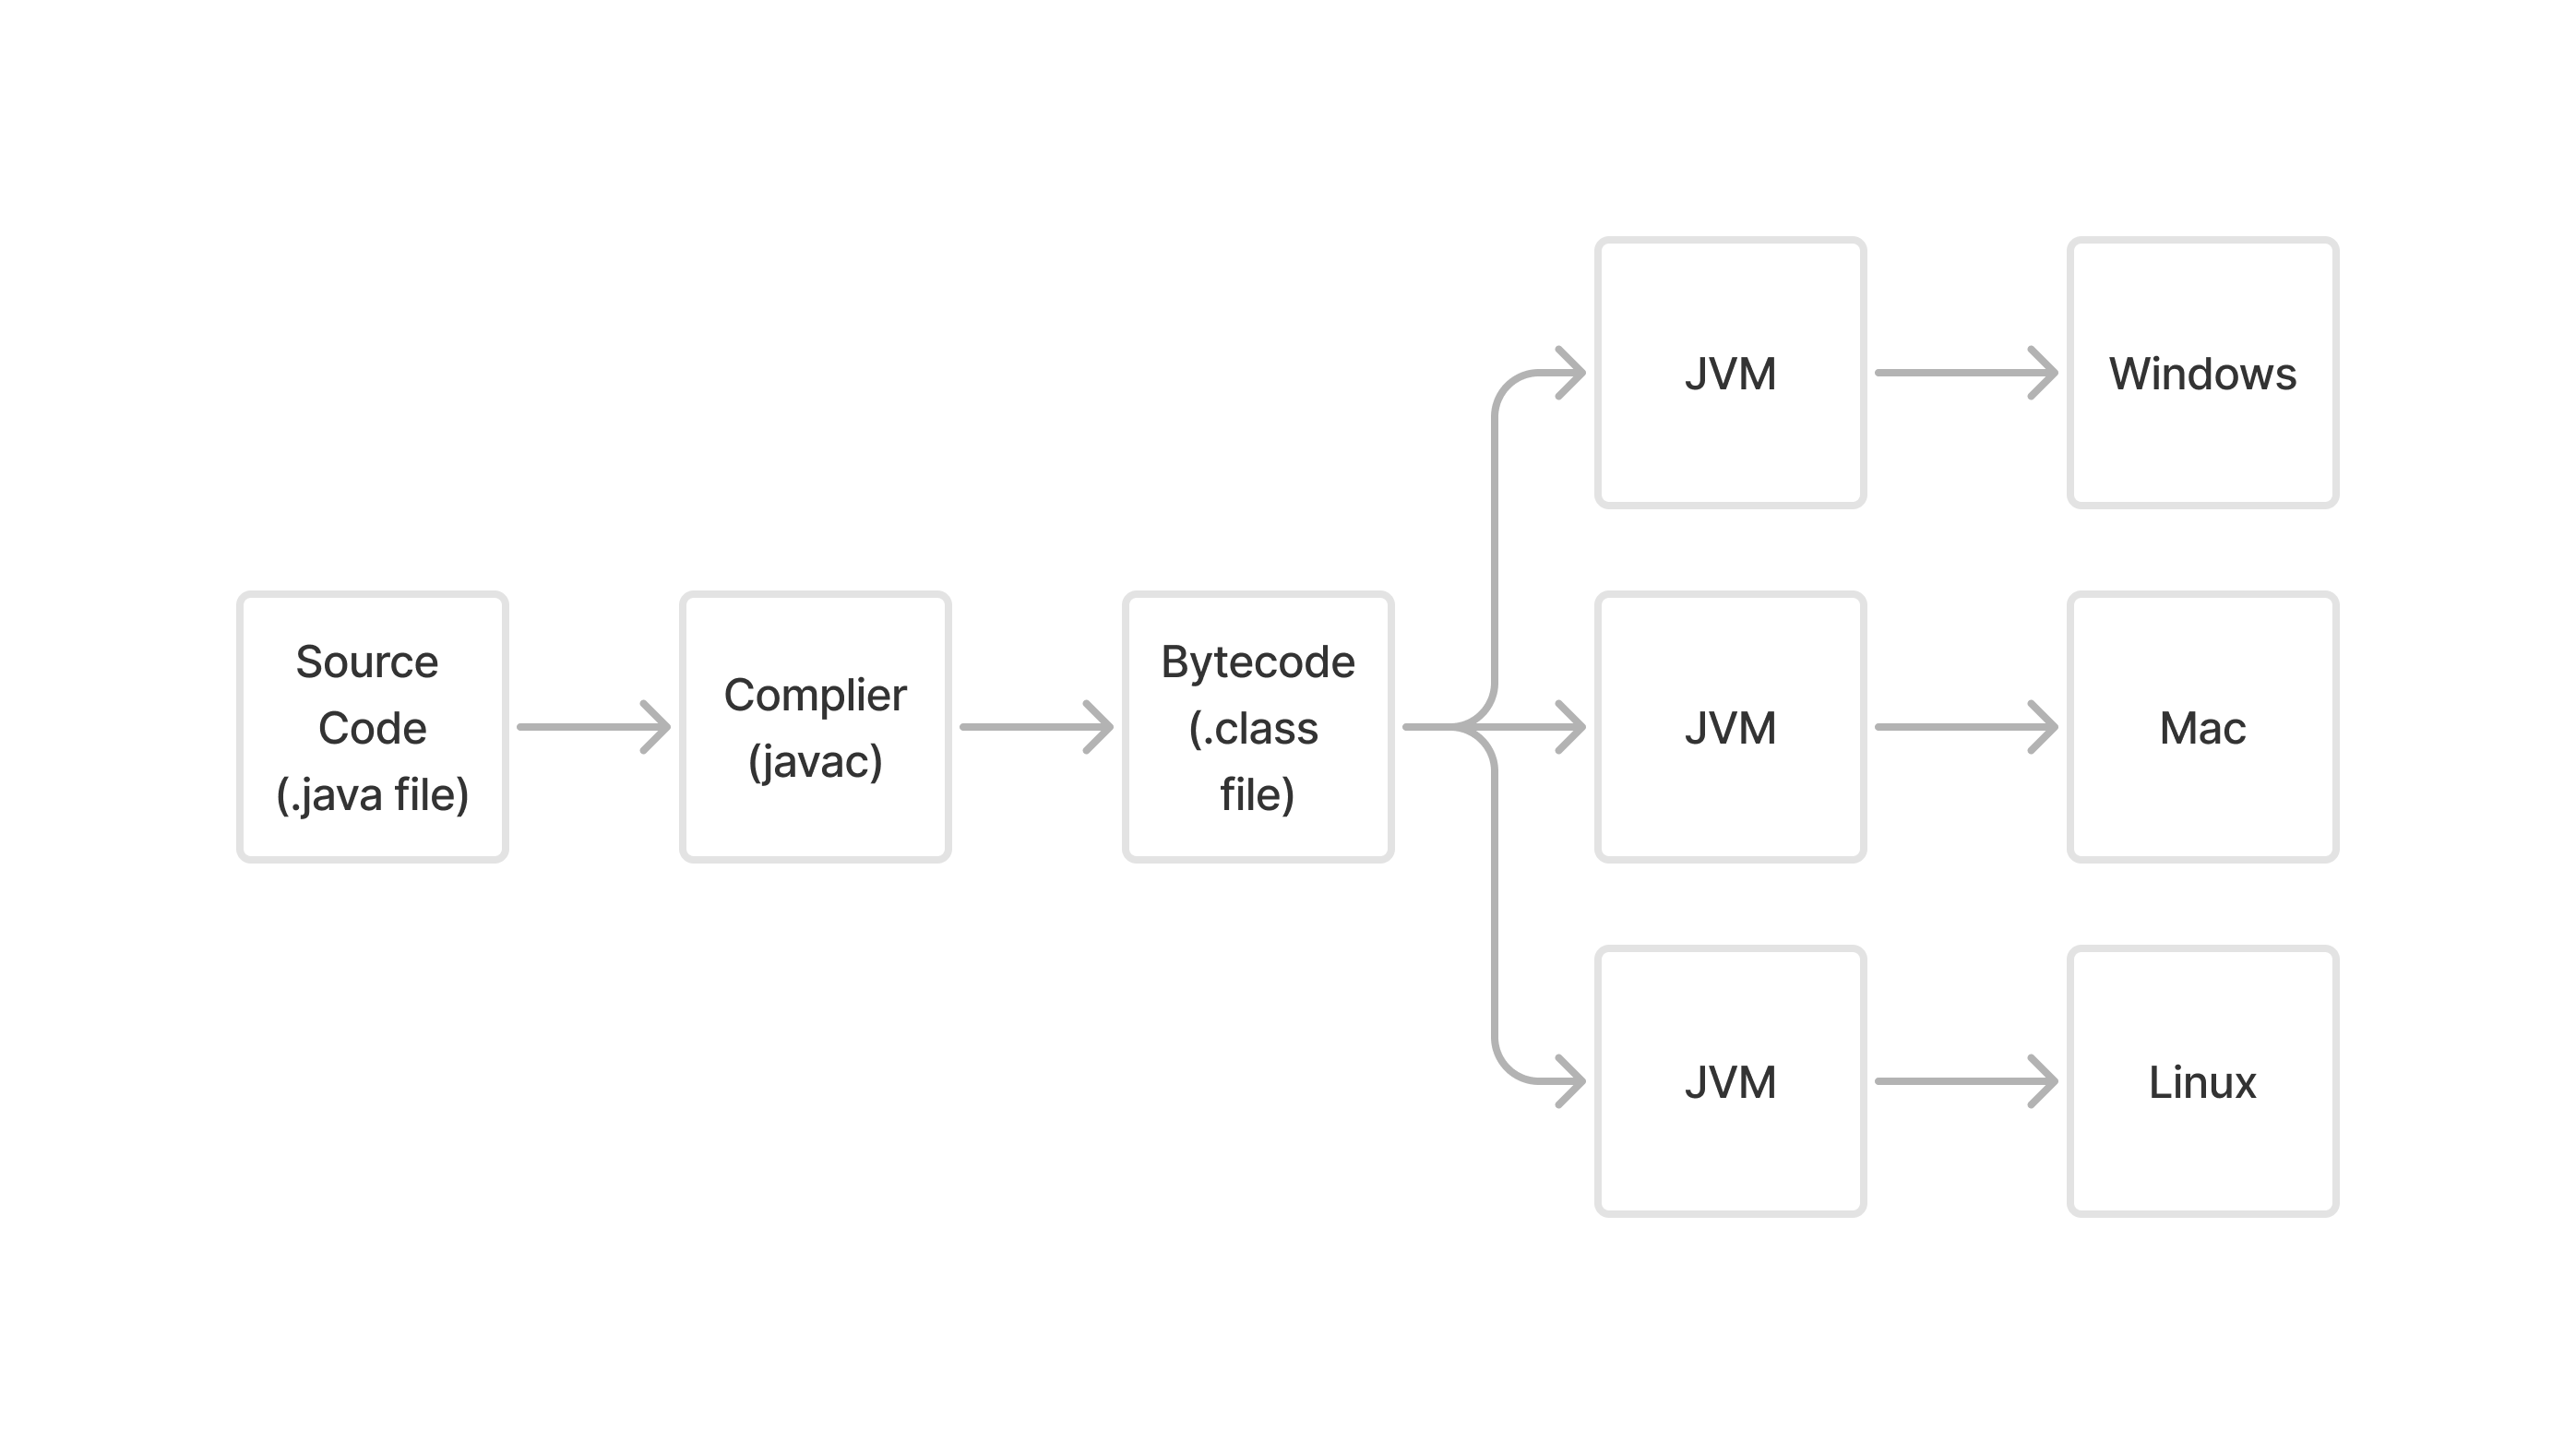 Source
Code
(.java file)
Complier
(javac)
Bytecode
(.class
file)
JVM
Windows
JVM
Mac
JVM
Linux